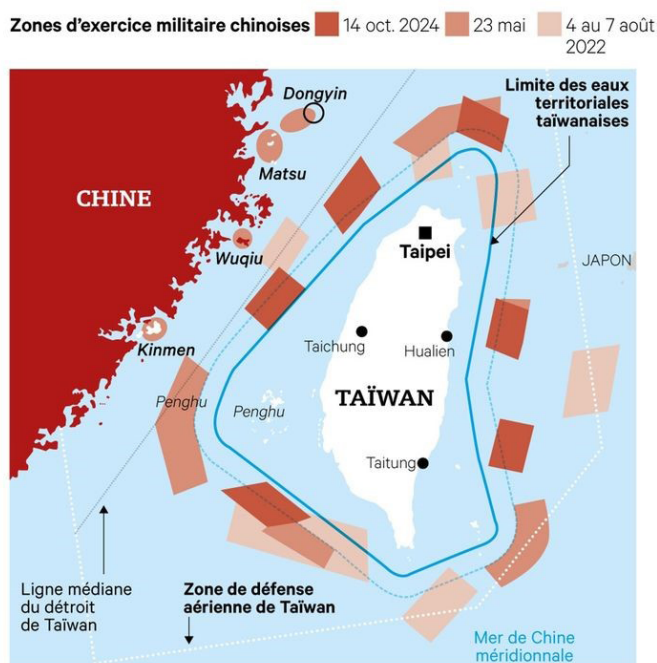 Zones d'exercice militaire chinoises
14 oct. 2024
23 mai
4 au 7 août
2022
Dongyin
Limite des eaux
territoriales
taïwanaises
Matsu
CHINE
Wuqiu
Taipei
JAPON
Kinmen
Taichung
Hualien
Penghu
Penghu
TAÏWAN
Taitung
Ligne médiane
du détroit
de Taïwan
Zone de défense
aérienne de Taïwan
Mer de Chine
méridionale